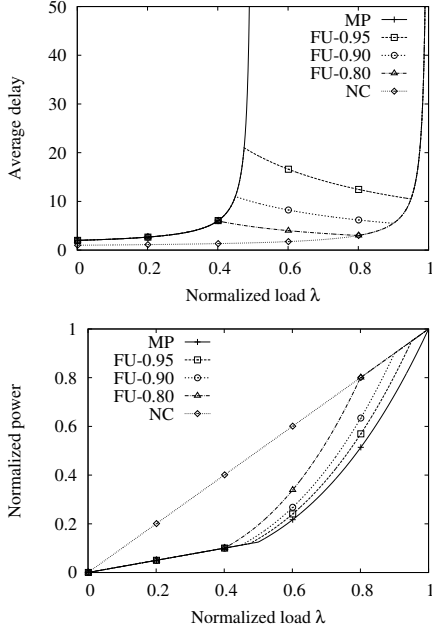 50
40
30
20
10
0
Average delay
MP
FU-0.95
FU-0.90
FU-0.80
NC
0.0
0.2
0.4
0.6
0.8
1
Normalized load λ
1
0.8
0.6
0.4
0.2
0
Normalized power
MP
FU-0.95
FU-0.90
FU-0.80
NC
0.0
0.2
0.4
0.6
0.8
1
Normalized load λ